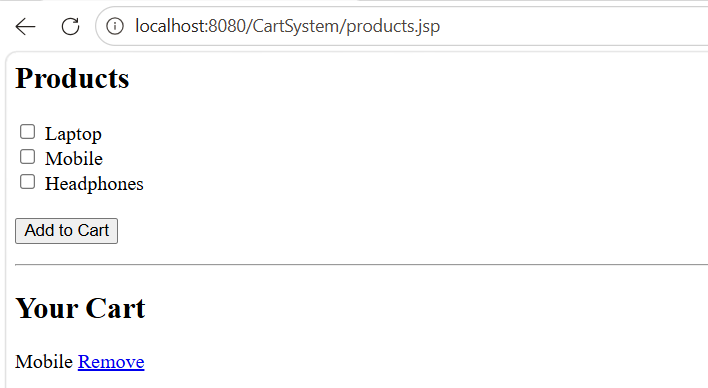 localhost:8080/CartSystem/products.jsp
Products
Laptop
Mobile
Headphones
Add to Cart
Your Cart
Mobile Remove